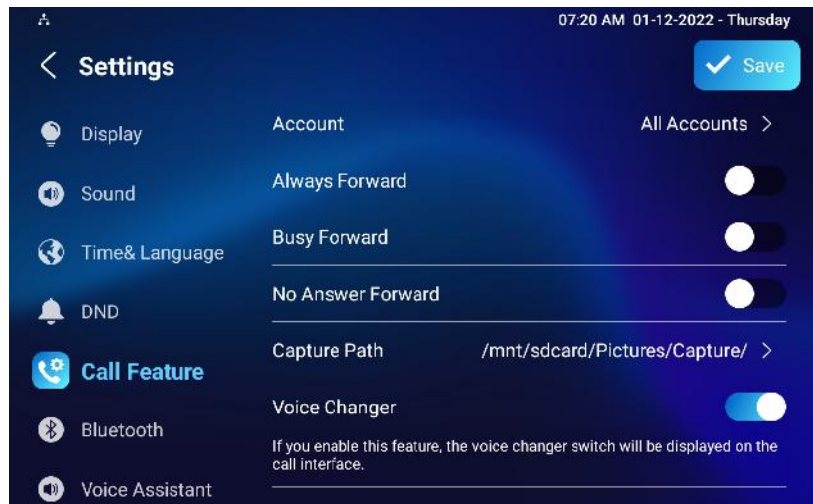 07:20 AM 01-12-2022 - Thursday
Settings
Save
Display
Sound
Time& Language
DND
Call Feature
Bluetooth
Voice Assistant
Account All Accounts
Always Forward
Busy Forward
No Answer Forward
Capture Path /mnt/sdcard/Pictures/Capture/
Voice Changer
If you enable this feature, the voice changer switch will be displayed on the
call interface.